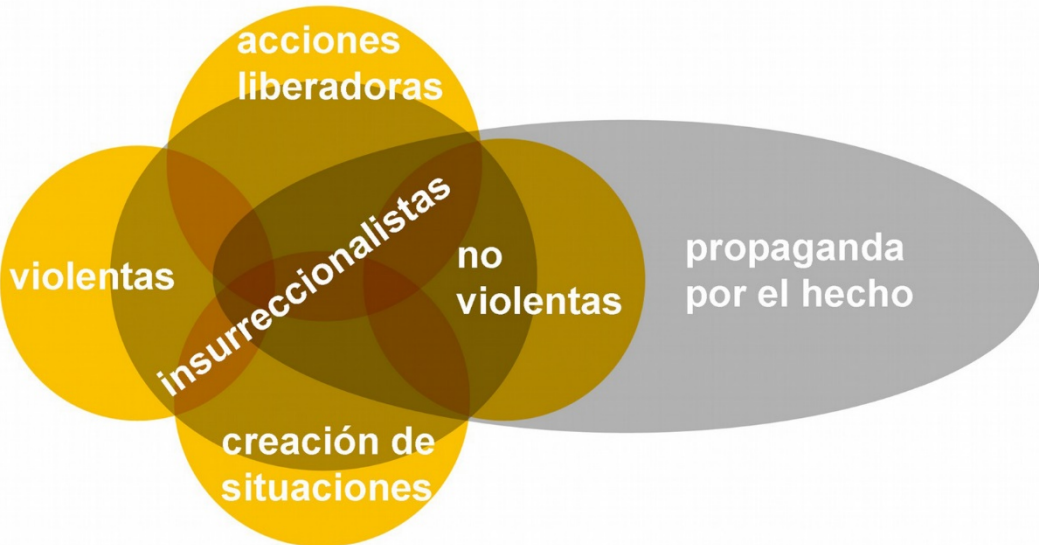 acciones
liberadoras
violentas
insurreccionalistas
no
violentas
propaganda
por el hecho
creación de
situaciones